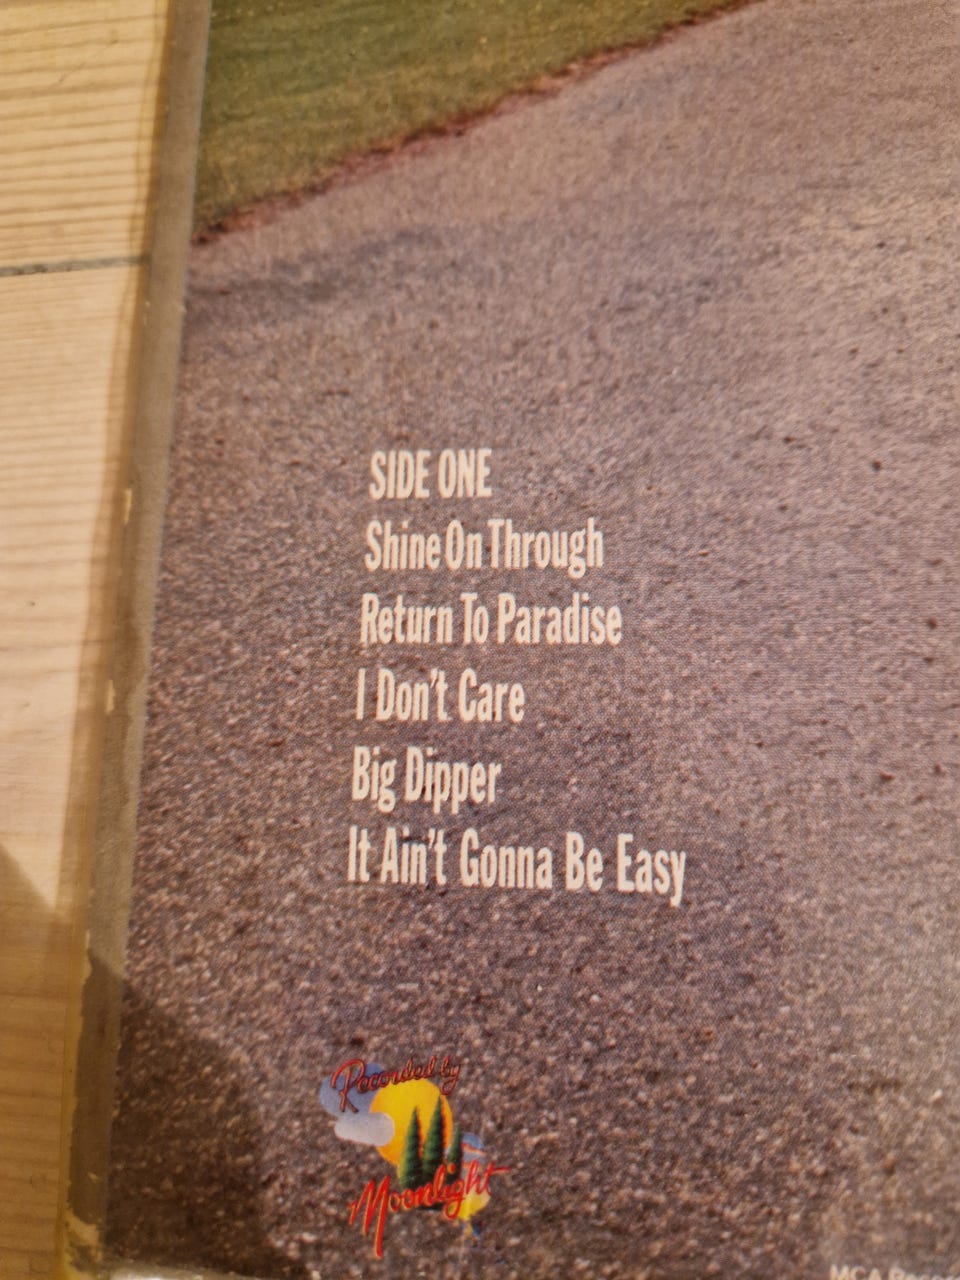 SIDE ONE
Shine On Through
Return To Paradise
I Don't Care
Big Dipper
It Ain't Gonna Be Easy
Recorded by
Moonlight
MCA